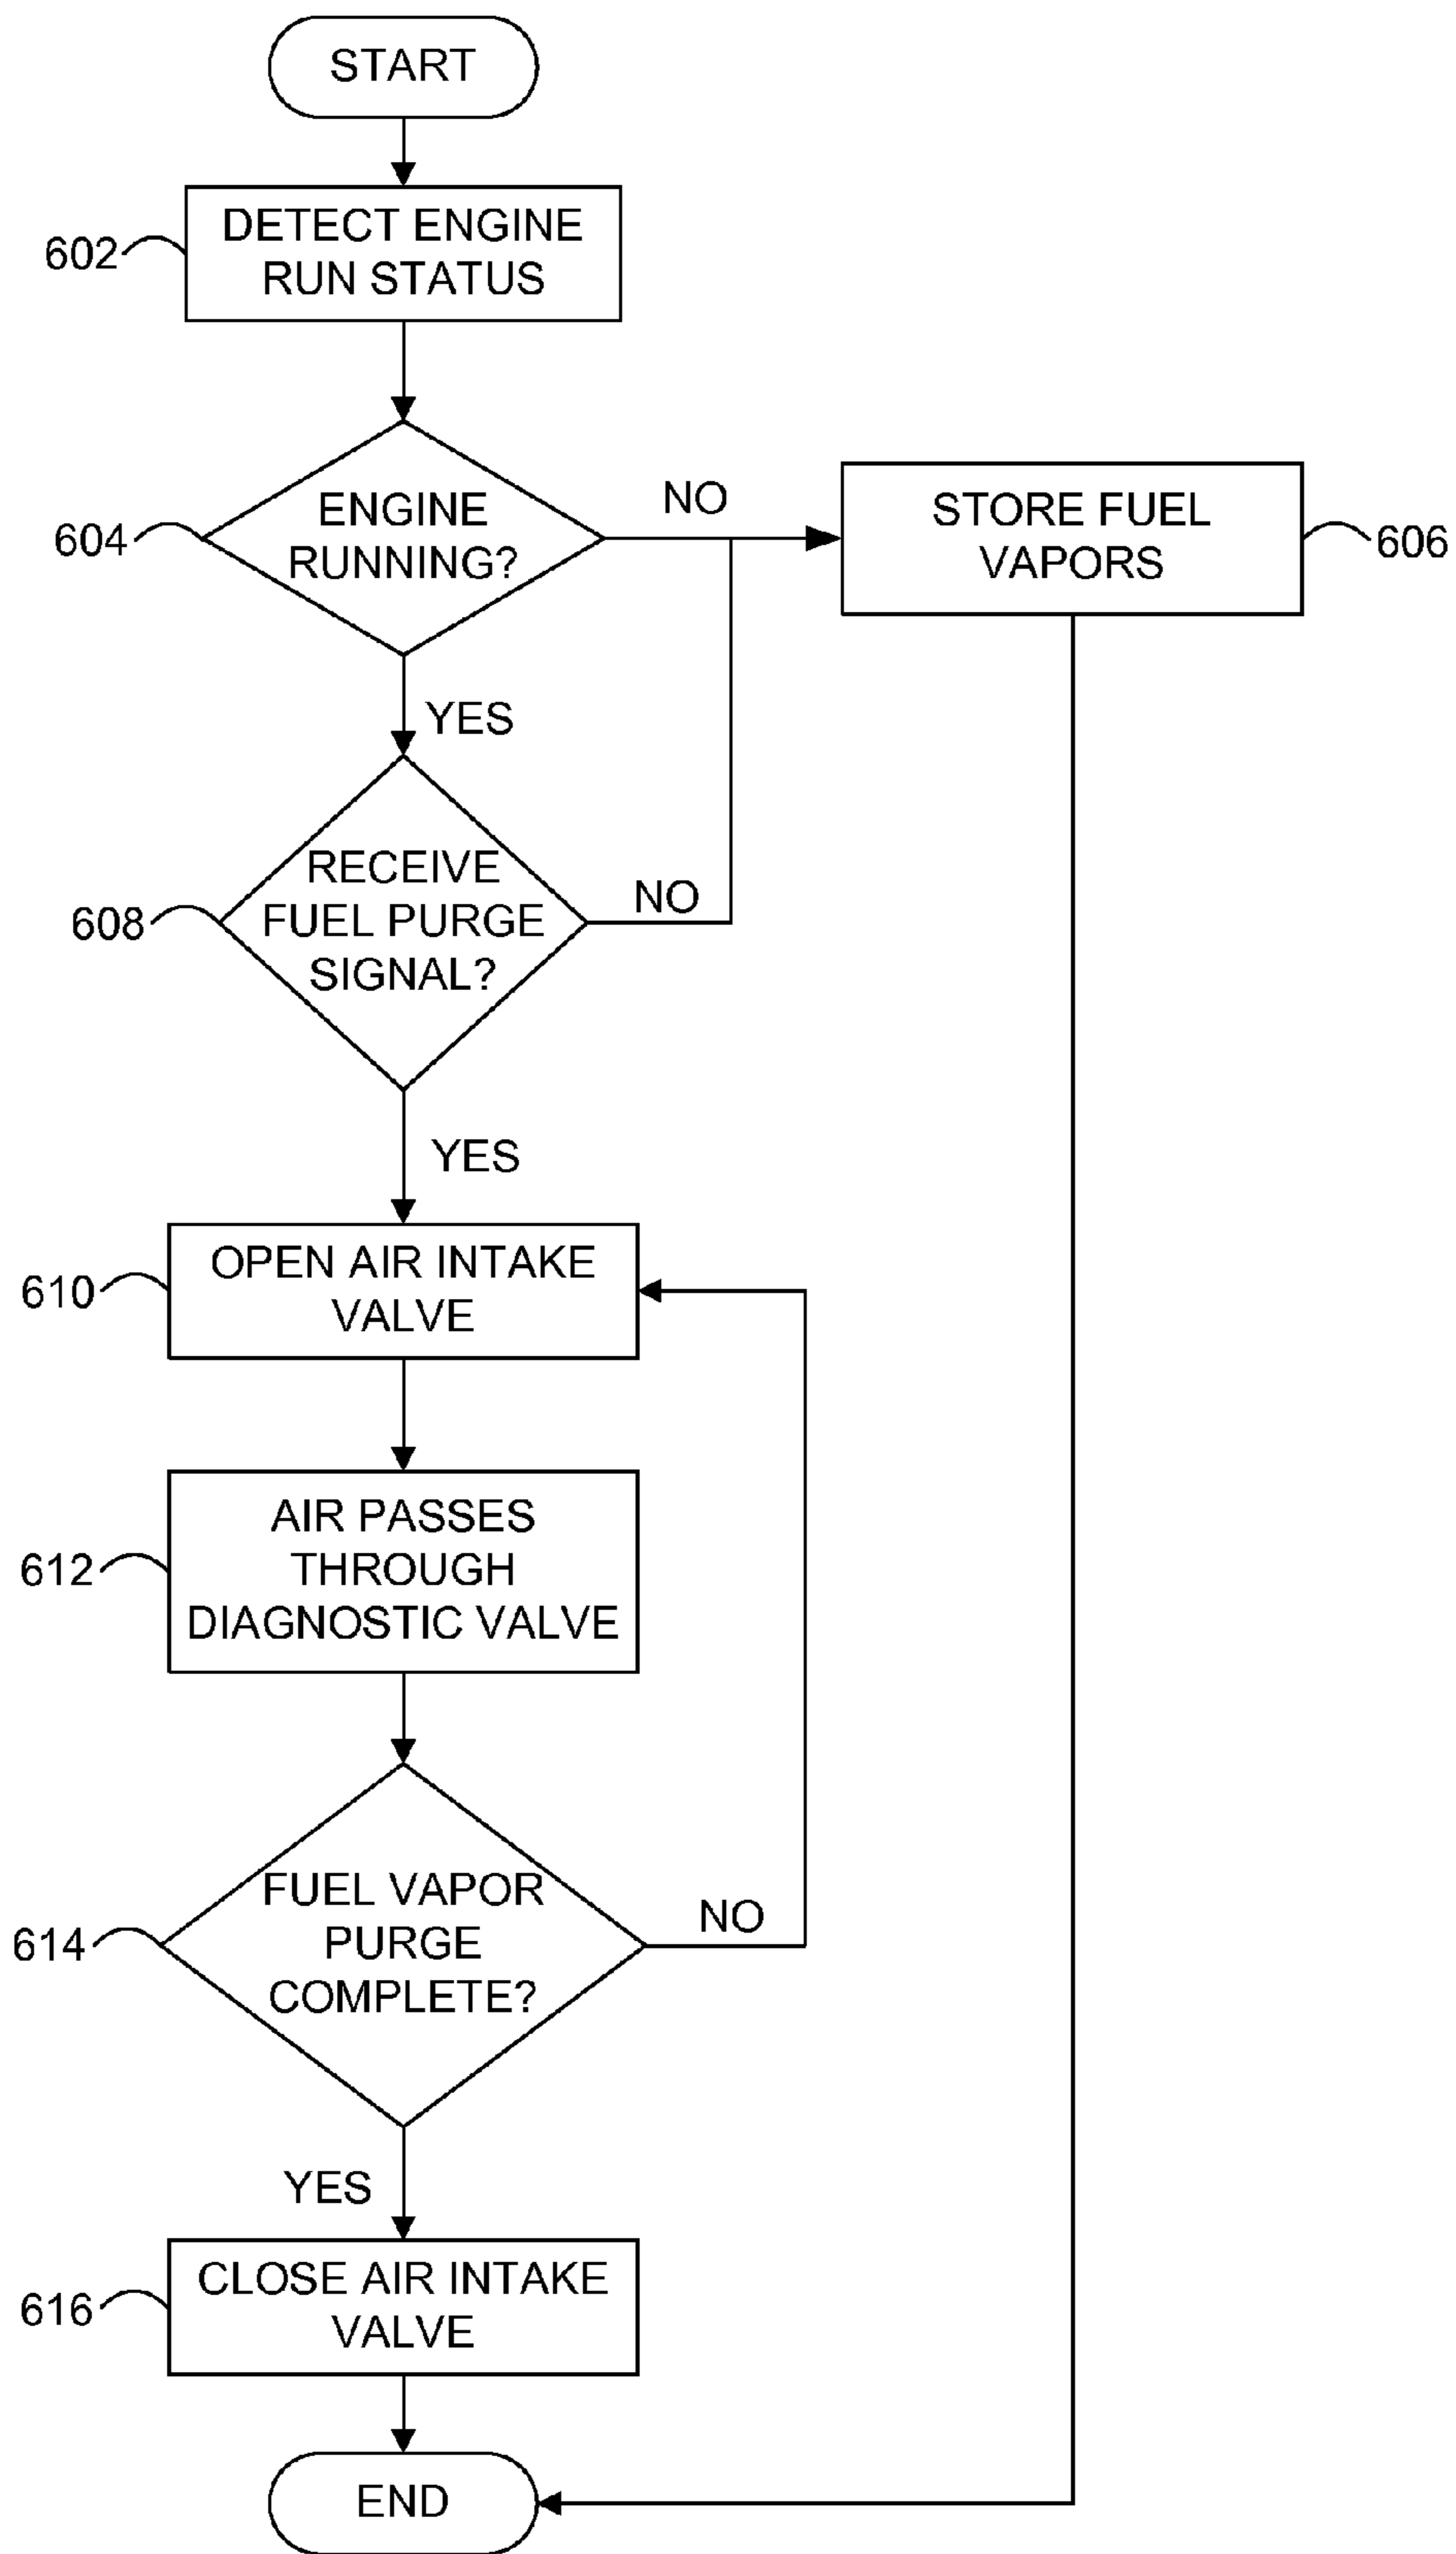 START
602
DETECT ENGINE
RUN STATUS
604
ENGINE
RUNNING?
NO
STORE FUEL
VAPORS
606
YES
608
RECEIVE
FUEL PURGE
SIGNAL?
NO
YES
610
OPEN AIR INTAKE
VALVE
612
AIR PASSES
THROUGH
DIAGNOSTIC VALVE
614
FUEL VAPOR
PURGE
COMPLETE?
NO
YES
616
CLOSE AIR INTAKE
VALVE
END